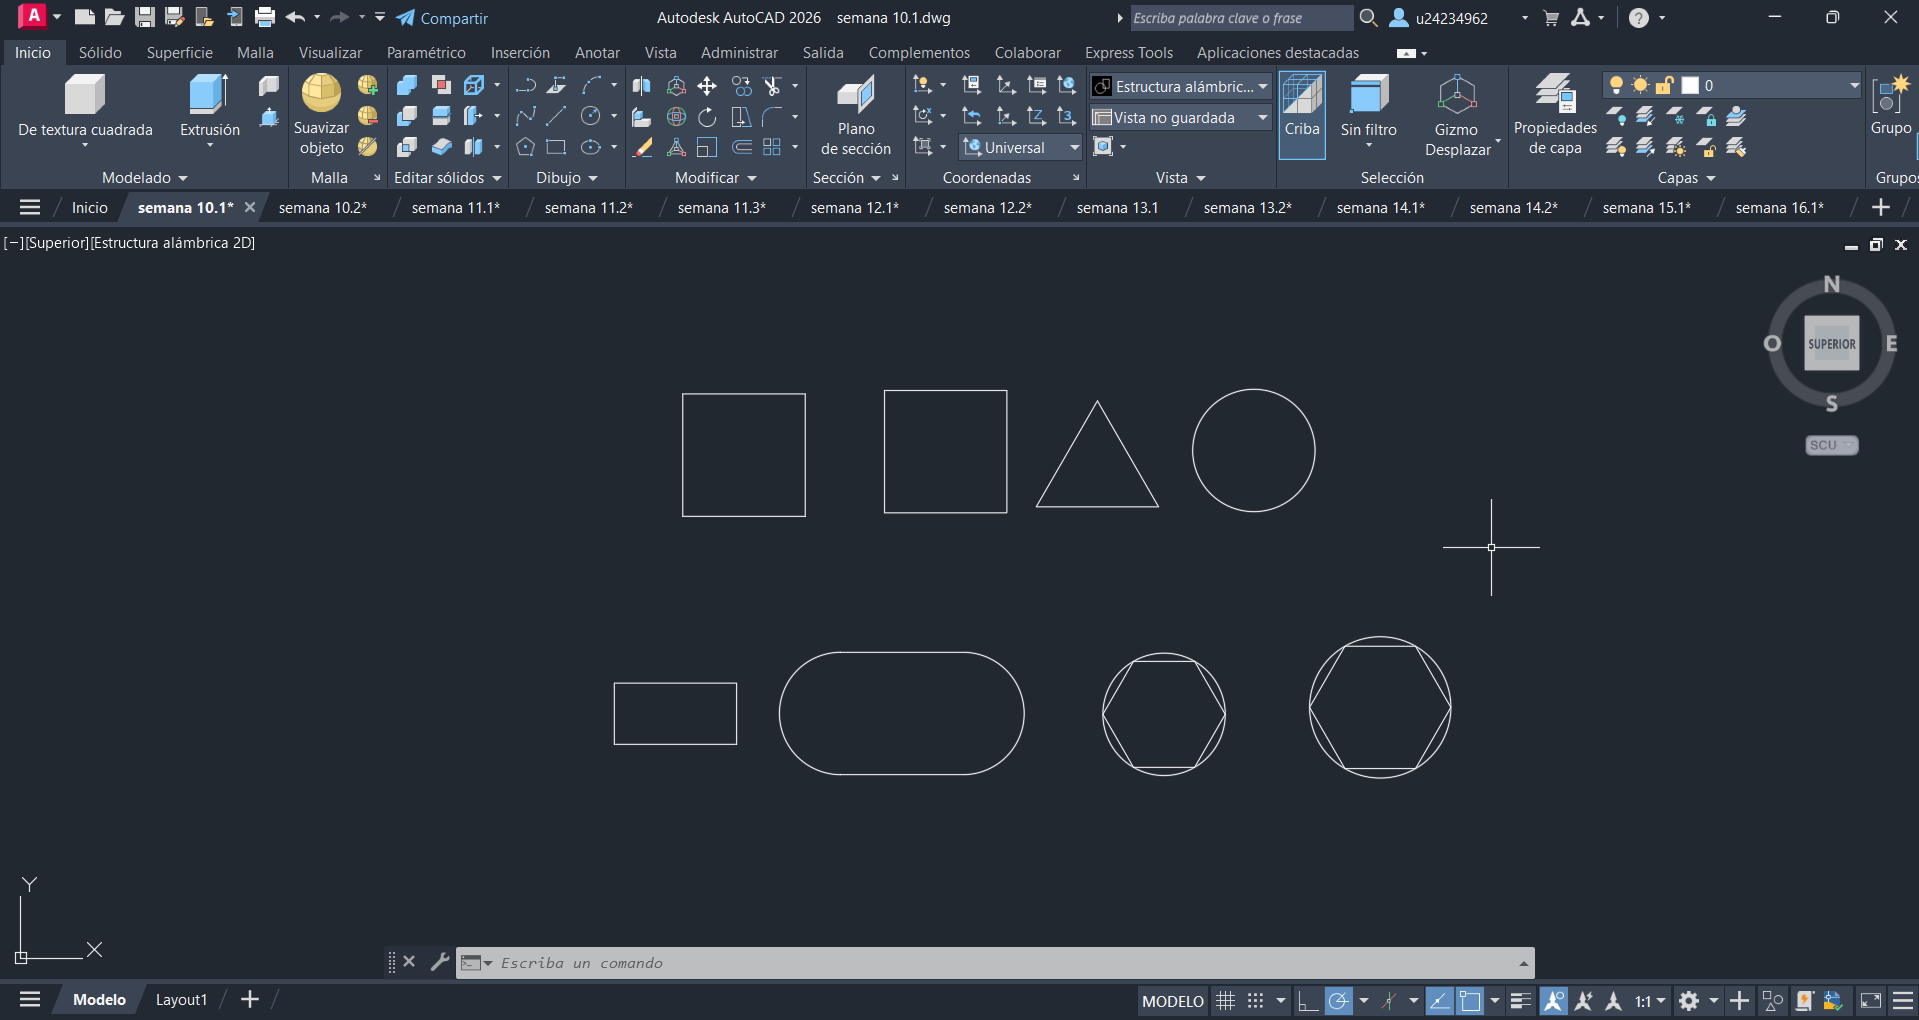 A Compartir Autodesk AutoCAD 2026 semana 10.1.dwg Escriba palabra clave o frase u24234962
Inicio Sólido Superficie Malla Visualizar Paramétrico Inserción Anotar Vista Administrar Salida Complementos Colaborar Express Tools Aplicaciones destacadas
De textura cuadrada
Extrusión
Suavizar
objeto
Plano
de sección
Universal
Estructura alámbric...
Vista no guardada
Criba
Sin filtro
Gizmo
Desplazar
Propiedades
de capa
0
Grupo
Modelado Malla Editar sólidos Dibujo Modificar Sección Coordenadas Vista Selección Capas Grupos
Inicio semana 10.1* semana 10.2* semana 11.1* semana 11.2* semana 11.3* semana 12.1* semana 12.2* semana 13.1 semana 13.2* semana 14.1* semana 14.2* semana 15.1* semana 16.1*
[−][Superior][Estructura alámbrica 2D]
N
O SUPERIOR E
S
SCU
Y
X
Escriba un comando
Modelo Layout1 MODELO 1:1